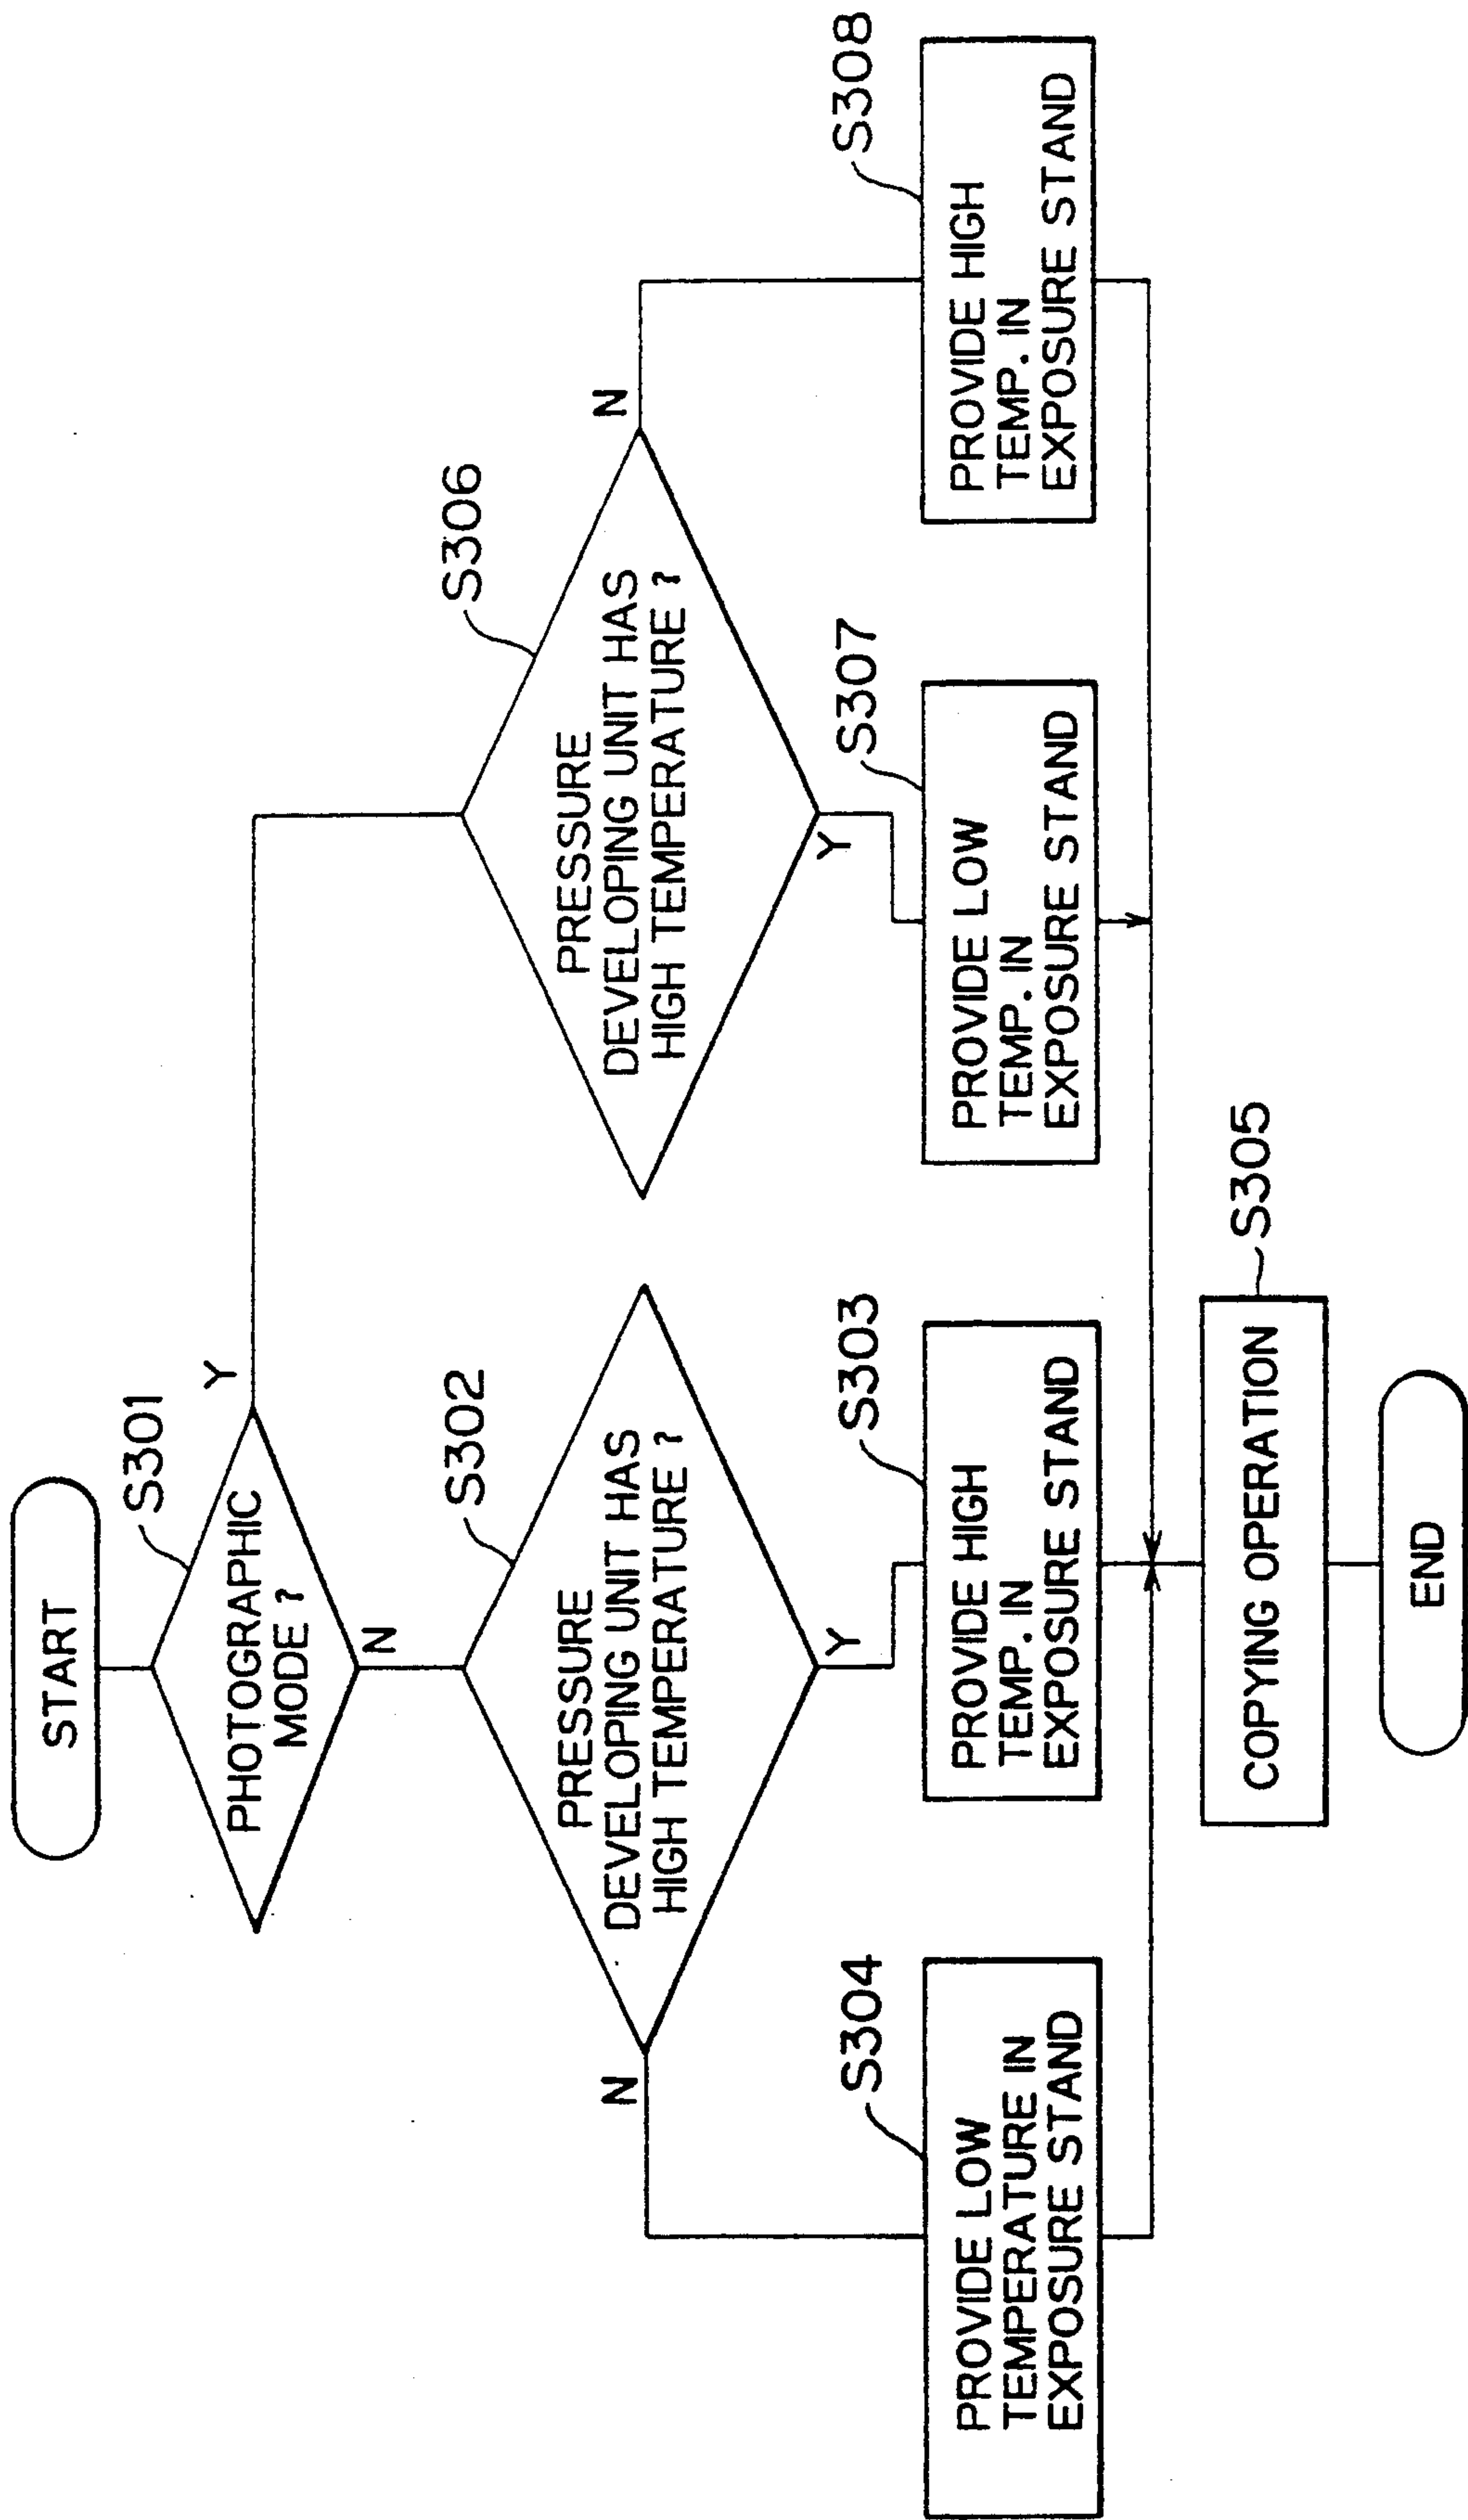 START
S301
PHOTOGRAPHIC
MODE ?
Y
N
S302
PRESSURE
DEVELOPING UNIT HAS
HIGH TEMPERATURE ?
N
Y
S306
PRESSURE
DEVELOPING UNIT HAS
HIGH TEMPERATURE ?
N
Y
S304
PROVIDE LOW
TEMPERATURE IN
EXPOSURE STAND
S303
PROVIDE HIGH
TEMP. IN
EXPOSURE STAND
S307
PROVIDE LOW
TEMP. IN
EXPOSURE STAND
S308
PROVIDE HIGH
TEMP. IN
EXPOSURE STAND
S305
COPYING OPERATION
END